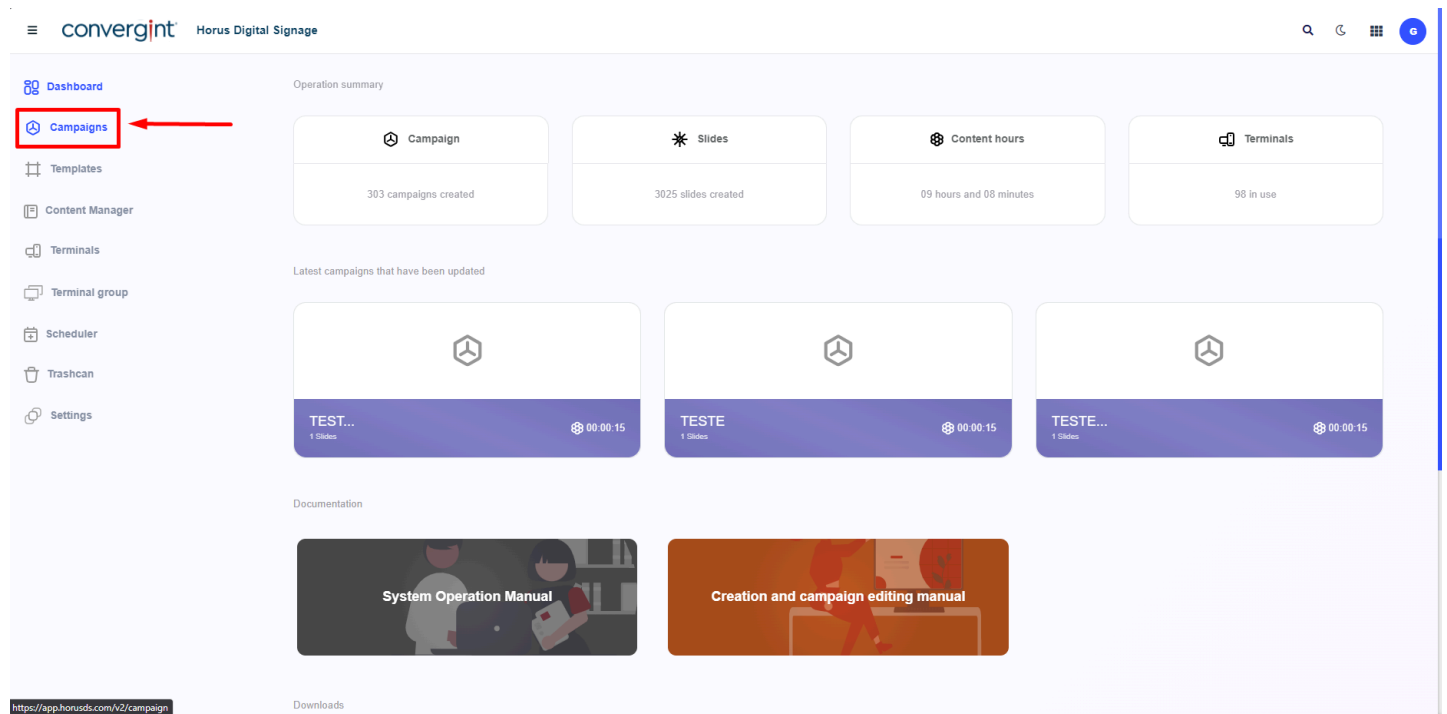 convergint Horus Digital Signage
G
Dashboard
Campaigns
Templates
Content Manager
Terminals
Terminal group
Scheduler
Trashcan
Settings
Operation summary
Campaign
303 campaigns created
Slides
3025 slides created
Content hours
09 hours and 08 minutes
Terminals
98 in use
Latest campaigns that have been updated
TEST...
1 Slides
00:00:15
TESTE
1 Slides
00:00:15
TESTE...
1 Slides
00:00:15
Documentation
System Operation Manual
Creation and campaign editing manual
Downloads
https://app.horusds.com/v2/campaign